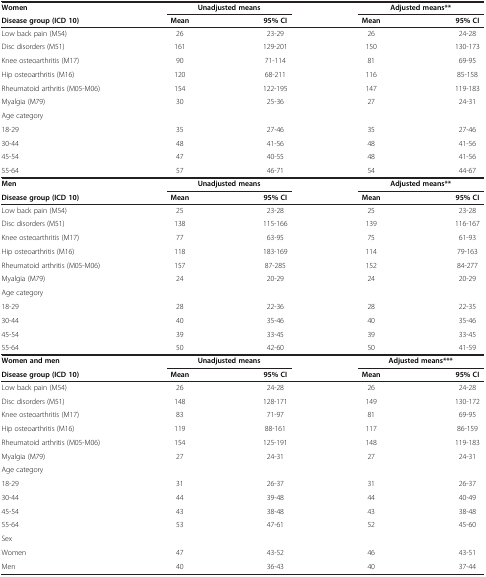 Women Unadjusted means Adjusted means**
Disease group (ICD 10) Mean 95% CI Mean 95% CI
Low back pain (M54) 26 23-29 26 24-28
Disc disorders (M51) 161 129-201 150 130-173
Knee osteoarthritis (M17) 90 71-114 81 69-95
Hip osteoarthritis (M16) 120 68-211 116 85-158
Rheumatoid arthritis (M05-M06) 154 122-195 147 119-183
Myalgia (M79) 30 25-36 27 24-31
Age category
18-29 35 27-46 35 27-46
30-44 48 41-56 48 41-56
45-54 47 40-55 48 41-56
55-64 57 46-71 54 44-67
Men Unadjusted means Adjusted means**
Disease group (ICD 10) Mean 95% CI Mean 95% CI
Low back pain (M54) 25 23-28 25 23-28
Disc disorders (M51) 138 115-166 139 116-167
Knee osteoarthritis (M17) 77 63-95 75 61-93
Hip osteoarthritis (M16) 118 183-169 114 79-163
Rheumatoid arthritis (M05-M06) 157 87-285 152 84-277
Myalgia (M79) 24 20-29 24 20-29
Age category
18-29 28 22-36 28 22-35
30-44 40 35-46 40 35-46
45-54 39 33-45 39 33-45
55-64 50 42-60 50 41-59
Women and men Unadjusted means Adjusted means***
Disease group (ICD 10) Mean 95% CI Mean 95% CI
Low back pain (M54) 26 24-28 26 24-28
Disc disorders (M51) 148 128-171 149 130-172
Knee osteoarthritis (M17) 83 71-97 81 69-95
Hip osteoarthritis (M16) 119 88-161 117 86-159
Rheumatoid arthritis (M05-M06) 154 125-191 148 119-183
Myalgia (M79) 27 24-31 27 24-31
Age category
18-29 31 26-37 31 26-37
30-44 44 39-48 44 40-49
45-54 43 38-48 43 38-48
55-64 53 47-61 52 45-60
Sex
Women 47 43-52 46 43-51
Men 40 36-43 40 37-44